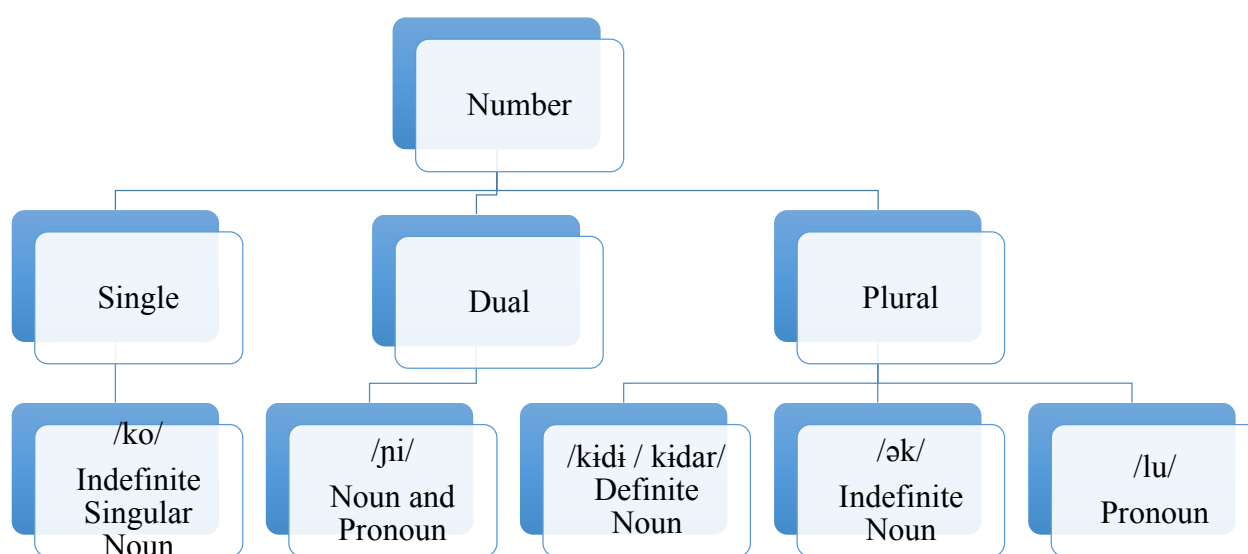 Number
Single
Dual
Plural
/ko/
Indefinite
Singular
Noun
/ɲi/
Noun and
Pronoun
/kɨdɨ / kɨdar/
Definite
Noun
/ək/
Indefinite
Noun
/lu/
Pronoun